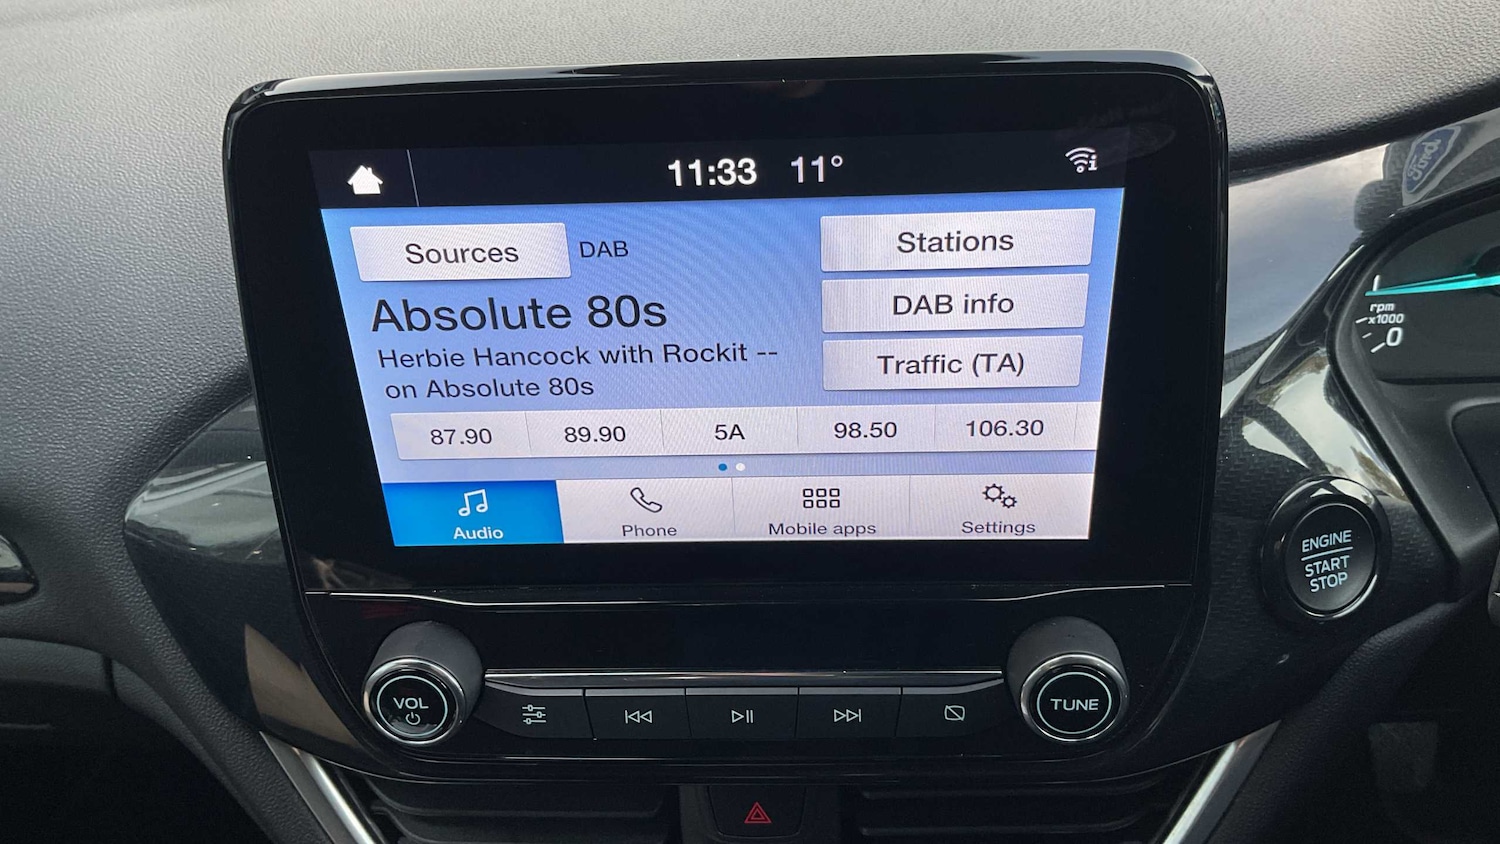 11:33 11°
Sources DAB
Stations
Absolute 80s
DAB info
Herbie Hancock with Rockit --
on Absolute 80s
Traffic (TA)
87.90 89.90 5A 98.50 106.30
Audio Phone Mobile apps Settings
Ford
1
rpm
x1000
0
ENGINE
START
STOP
VOL
TUNE